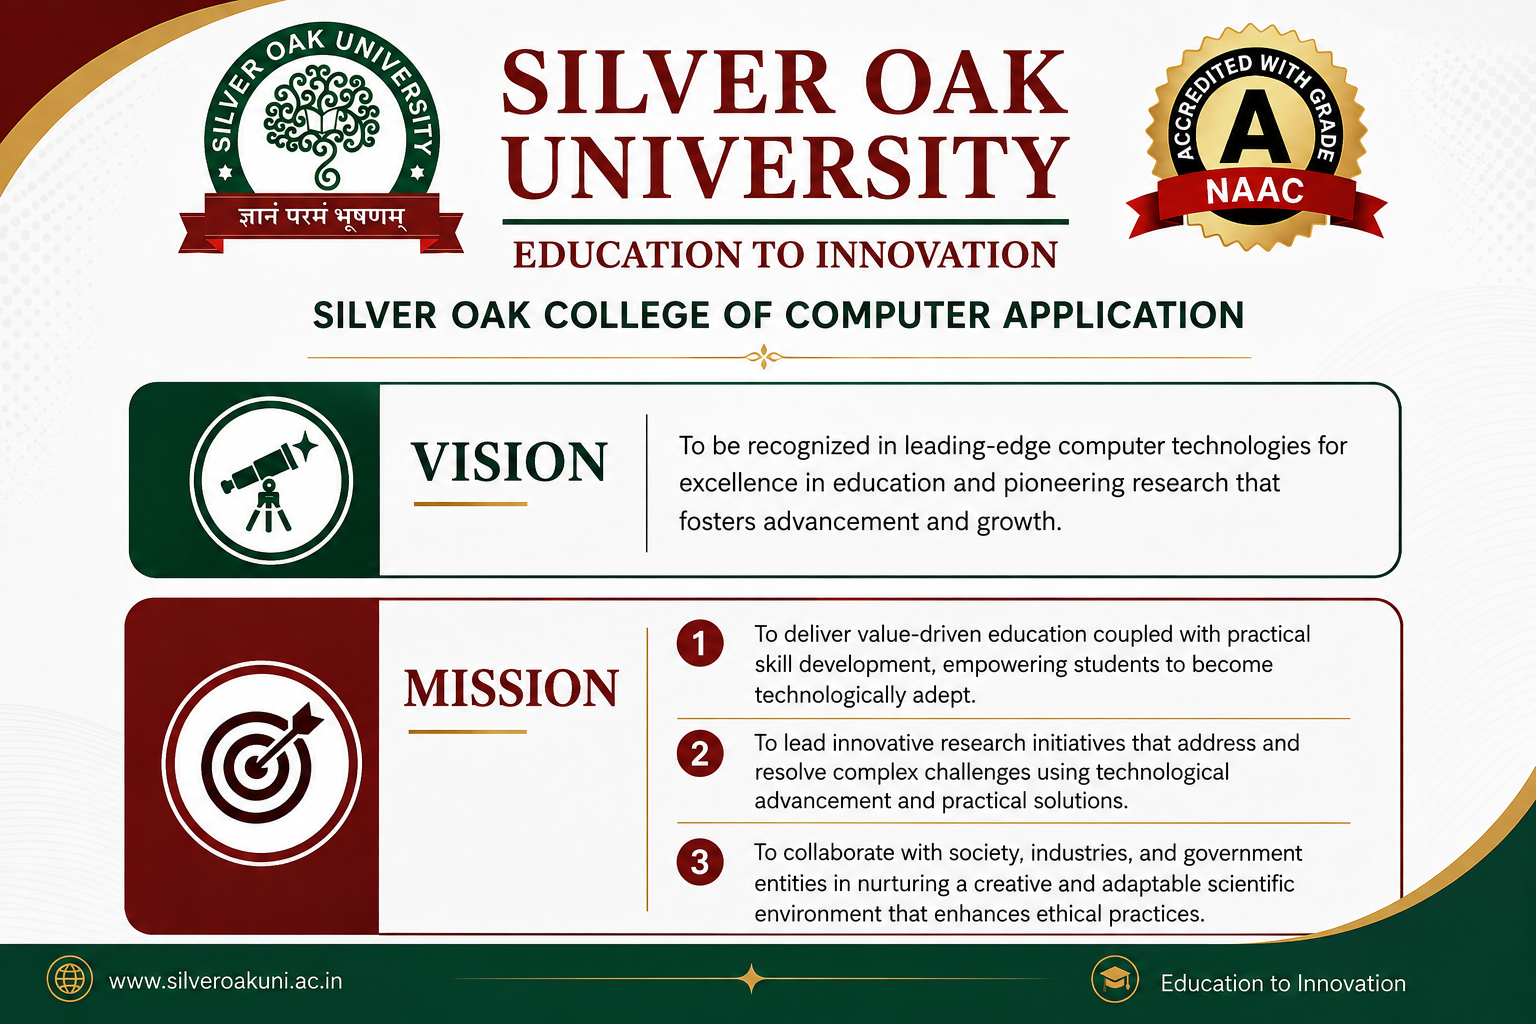 SILVER OAK UNIVERSITY
ज्ञानं परमं भूषणम्
SILVER OAK
UNIVERSITY
EDUCATION TO INNOVATION
ACCREDITED WITH GRADE
A
NAAC
SILVER OAK COLLEGE OF COMPUTER APPLICATION
VISION
To be recognized in leading-edge computer technologies for
excellence in education and pioneering research that
fosters advancement and growth.
MISSION
1
To deliver value-driven education coupled with practical
skill development, empowering students to become
technologically adept.
2
To lead innovative research initiatives that address and
resolve complex challenges using technological
advancement and practical solutions.
3
To collaborate with society, industries, and government
entities in nurturing a creative and adaptable scientific
environment that enhances ethical practices.
www.silveroakuni.ac.in
Education to Innovation